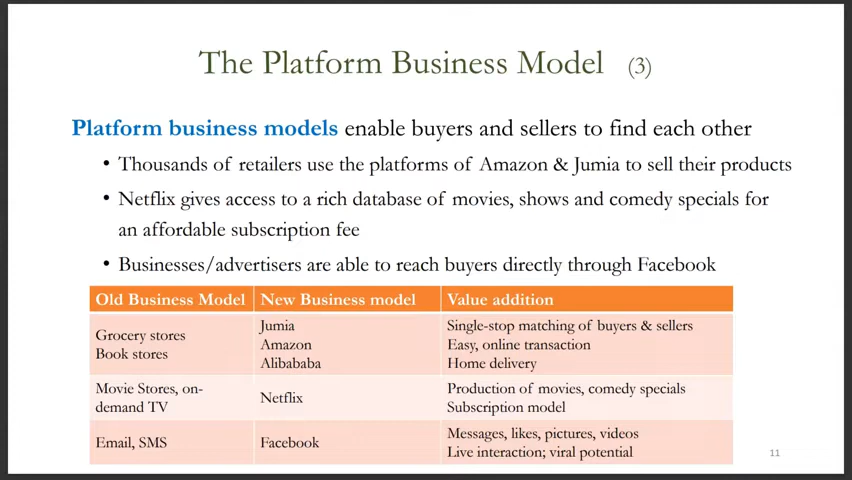 The Platform Business Model (3)
Platform business models enable buyers and sellers to find each other
• Thousands of retailers use the platforms of Amazon & Jumia to sell their products
• Netflix gives access to a rich database of movies, shows and comedy specials for
an affordable subscription fee
• Businesses/advertisers are able to reach buyers directly through Facebook
Old Business Model New Business model Value addition
Grocery stores
Book stores
Jumia
Amazon
Alibababa
Single-stop matching of buyers & sellers
Easy, online transaction
Home delivery
Movie Stores, on-
demand TV
Netflix
Production of movies, comedy specials
Subscription model
Email, SMS
Facebook
Messages, likes, pictures, videos
Live interaction; viral potential
11